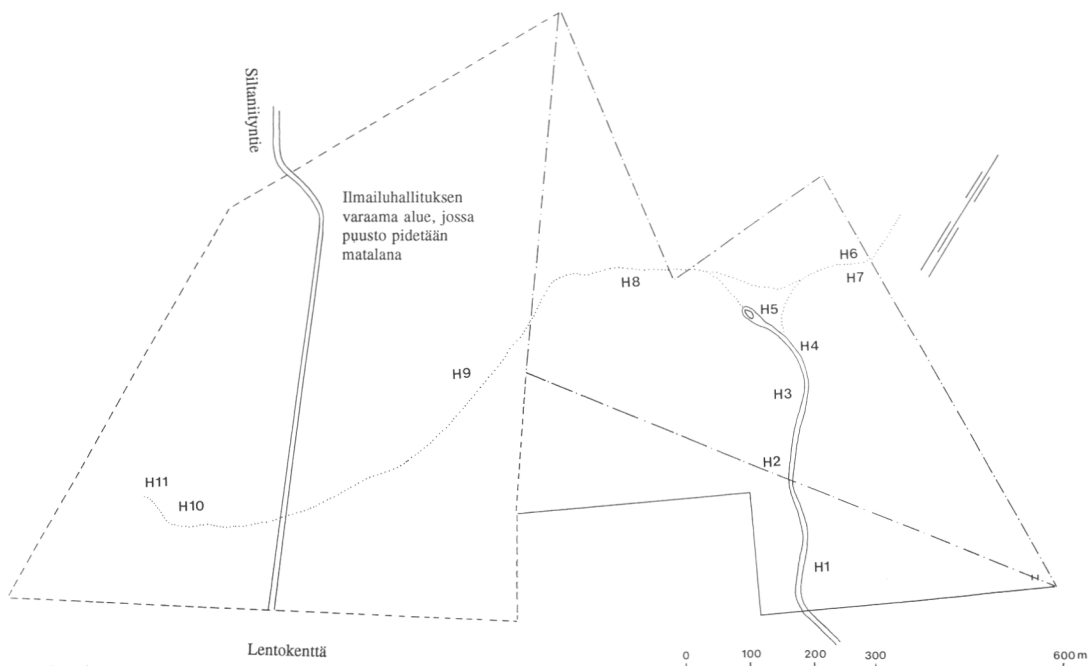 Siltaniityntie
Ilmailuhallituksen
varaama alue, jossa
puusto pidetään
matalana
H6
H7
H8
H5
H4
H9
H3
H2
H11
H10
H1
H
Lentokenttä
0 100 200 300 600 m